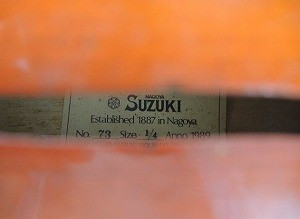 NAGOYA
SUZUKI
Established 1887 in Nagoya
No. 73 Size 1/4 Anno 1989